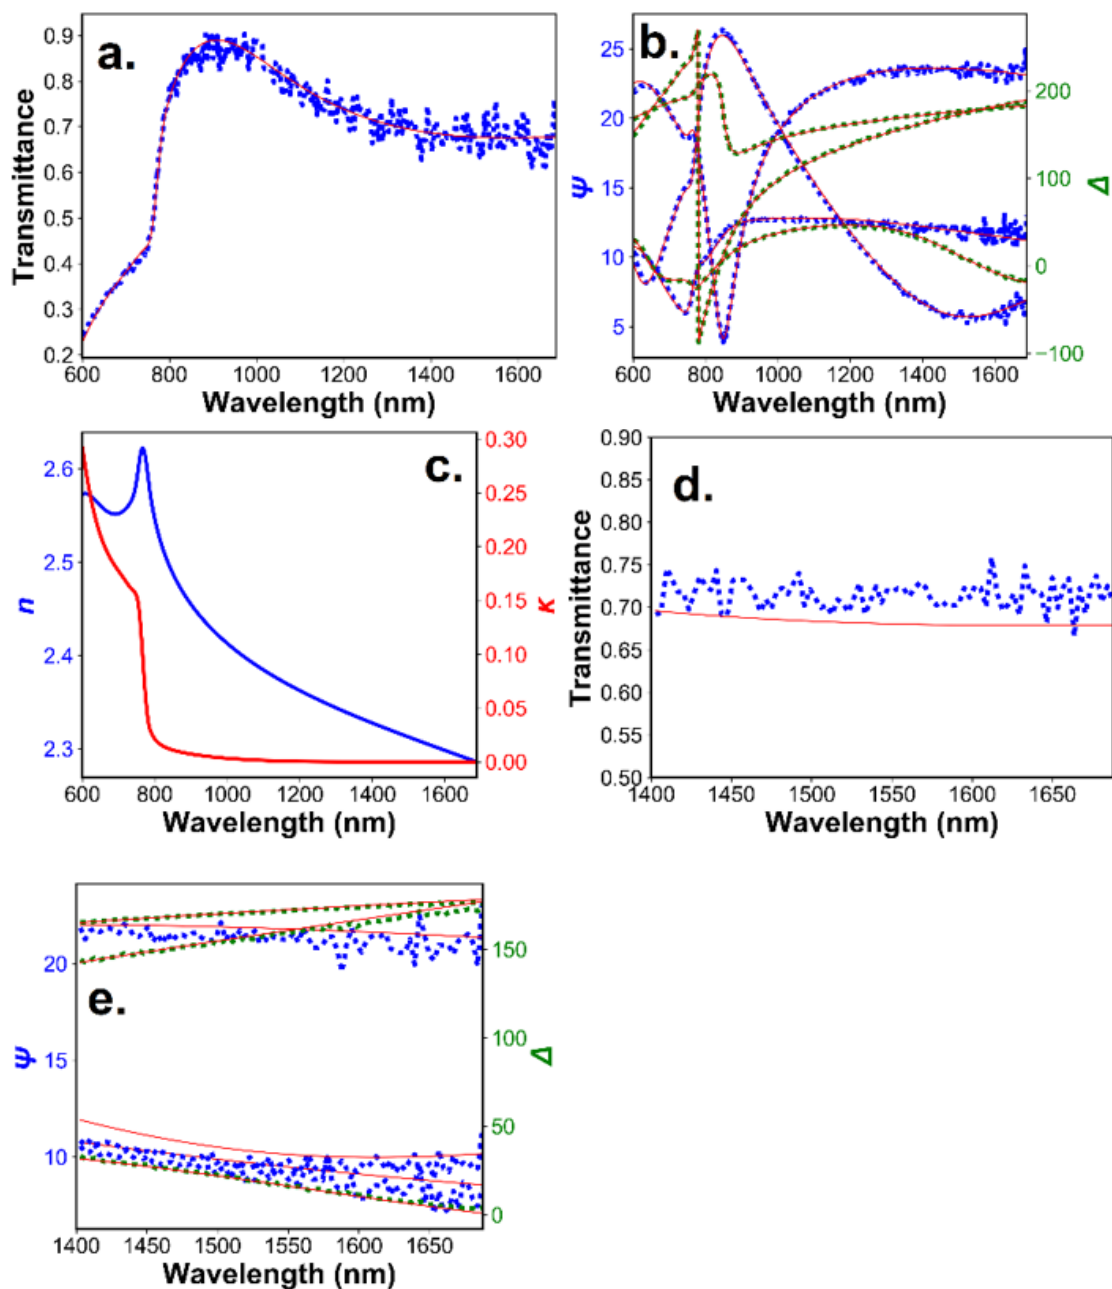 a.
Transmittance
0.9
0.8
0.7
0.6
0.5
0.4
0.3
0.2
600 800 1000 1200 1400 1600
Wavelength (nm)
b.
Ψ
25
20
15
10
5
Δ
200
100
0
−100
600 800 1000 1200 1400 1600
Wavelength (nm)
c.
n
2.6
2.5
2.4
2.3
κ
0.30
0.25
0.20
0.15
0.10
0.05
0.00
600 800 1000 1200 1400 1600
Wavelength (nm)
d.
Transmittance
0.90
0.85
0.80
0.75
0.70
0.65
0.60
0.55
0.50
1400 1450 1500 1550 1600 1650
Wavelength (nm)
e.
Ψ
20
15
10
Δ
150
100
50
0
1400 1450 1500 1550 1600 1650
Wavelength (nm)